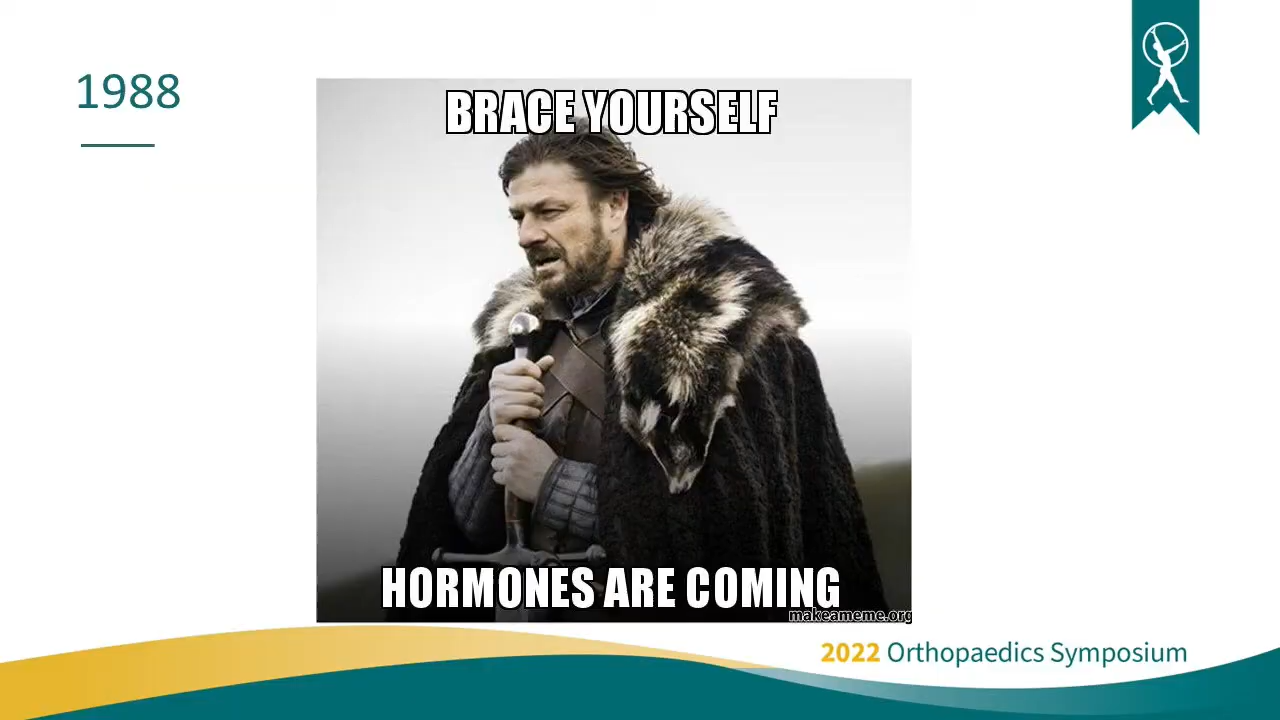 1988
BRACE YOURSELF
HORMONES ARE COMING
makeameme.org
2022 Orthopaedics Symposium